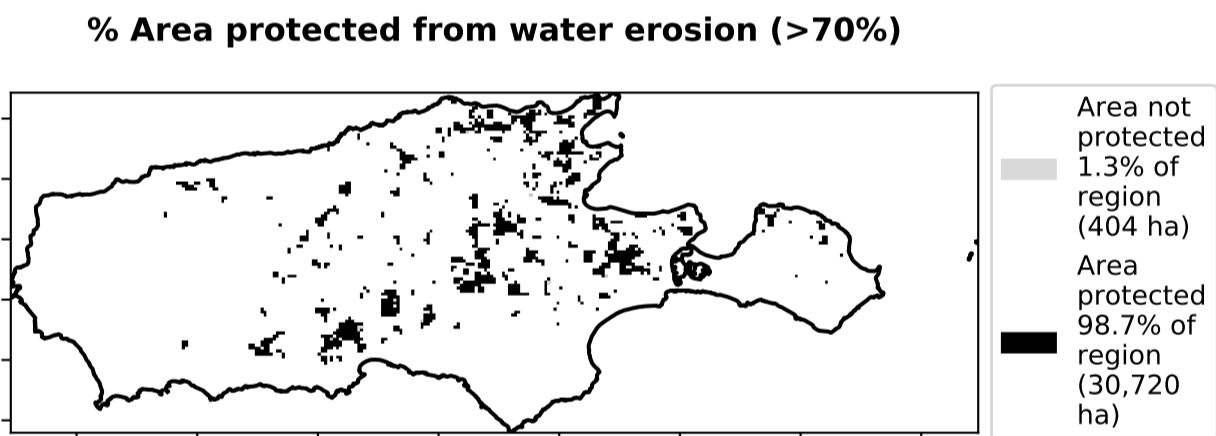 % Area protected from water erosion (>70%)
Area not
protected
1.3% of
region
(404 ha)
Area
protected
98.7% of
region
(30,720
ha)